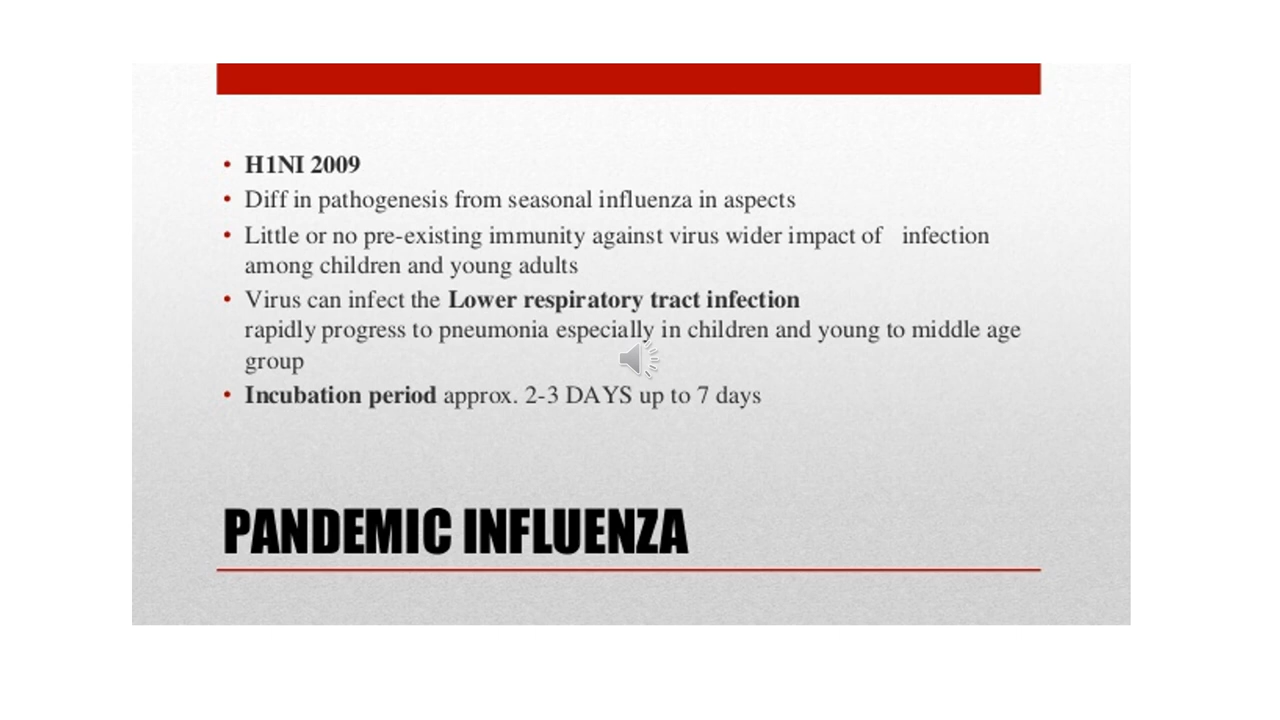 • H1NI 2009
• Diff in pathogenesis from seasonal influenza in aspects
• Little or no pre-existing immunity against virus wider impact of infection
among children and young adults
• Virus can infect the Lower respiratory tract infection
rapidly progress to pneumonia especially in children and young to middle age
group
• Incubation period approx. 2-3 DAYS up to 7 days
PANDEMIC INFLUENZA